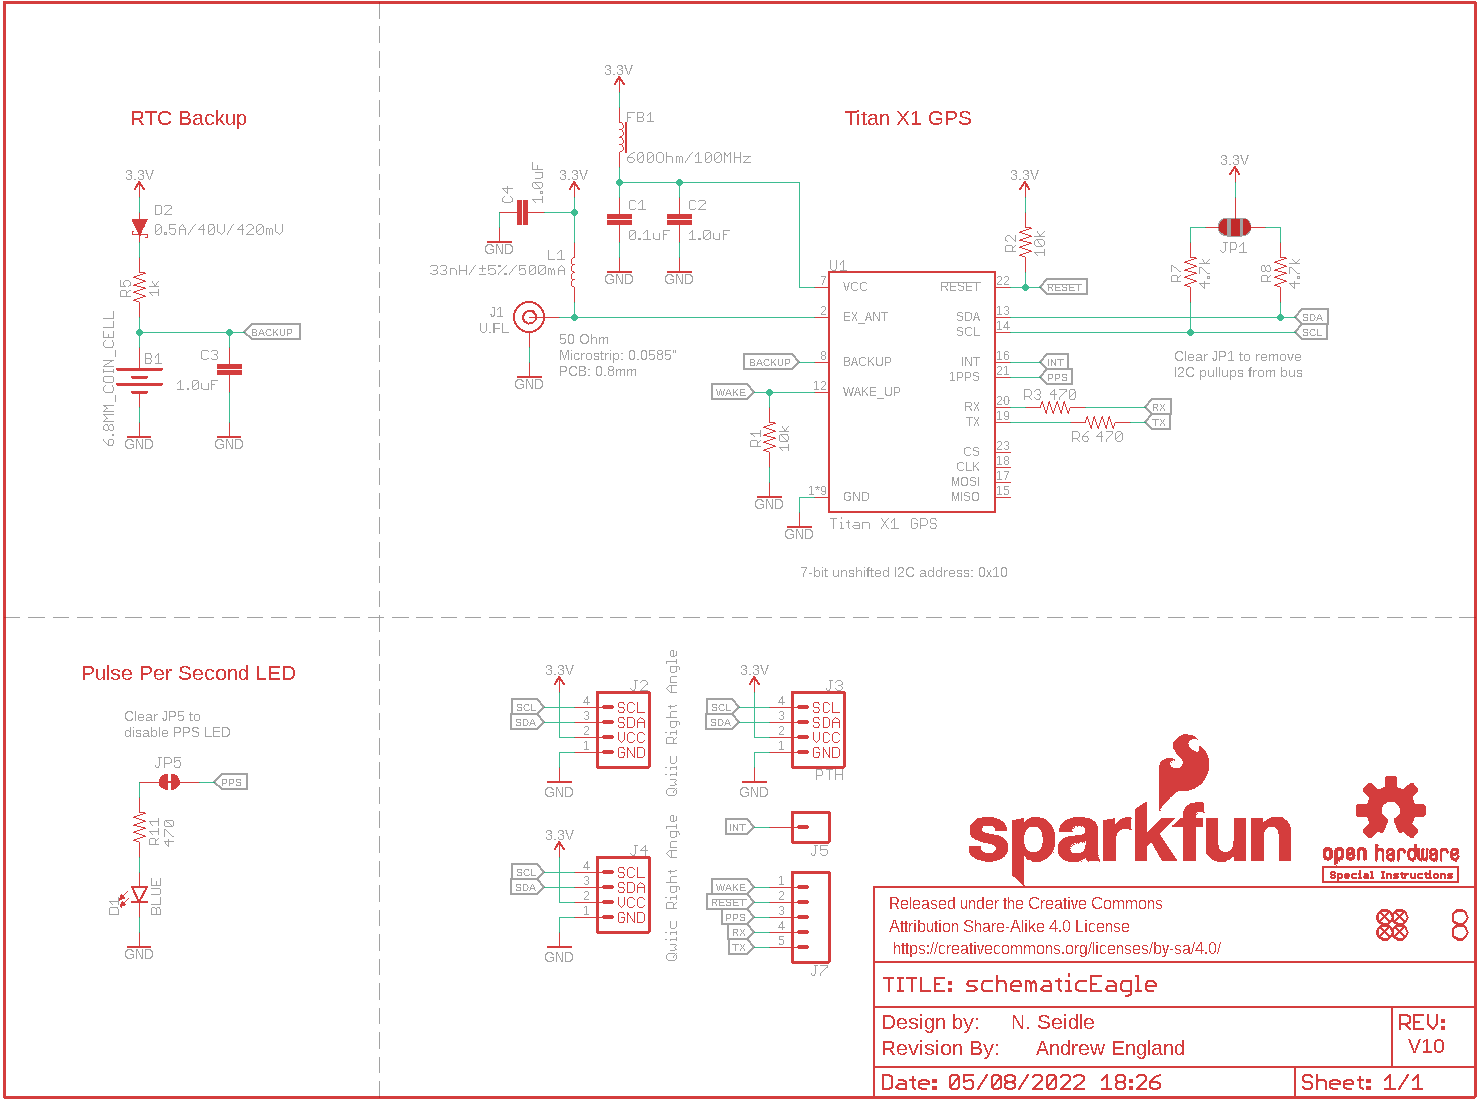 RTC Backup
3.3V
D2
0.5A/40V/420mV
R5
1k
BACKUP
6.8MM_COIN_CELL
B1
C3
1.0uF
GND
GND
Titan X1 GPS
3.3V
FB1
600Ohm/100MHz
C4
1.0uF
3.3V
GND
C1
0.1uF
C2
1.0uF
GND
GND
L1
33nH/±5%/500mA
J1
U.FL
50 Ohm
Microstrip: 0.0585"
PCB: 0.8mm
GND
3.3V
R2
10k
RESET
3.3V
JP1
R7
4.7k
R8
4.7k
SDA
SCL
Clear JP1 to remove
I2C pullups from bus
U1
7 VCC
2 EX_ANT
8 BACKUP
12 WAKE_UP
1*9 GND
RESET 22
SDA 13
SCL 14
INT 16
1PPS 21
RX 20
TX 19
CS 23
CLK 18
MOSI 17
MISO 15
BACKUP
WAKE
R1
10k
GND
GND
INT
PPS
R3 470
RX
R6 470
TX
Titan X1 GPS
7-bit unshifted I2C address: 0x10
Pulse Per Second LED
Clear JP5 to
disable PPS LED
JP5
PPS
R11
470
D1
BLUE
GND
3.3V
J2
SCL 4 SCL
SDA 3 SDA
2 VCC
1 GND
GND
Qwiic Right Angle
3.3V
J3
SCL 4 SCL
SDA 3 SDA
2 VCC
1 GND
PTH
GND
3.3V
J4
SCL 4 SCL
SDA 3 SDA
2 VCC
1 GND
GND
Qwiic Right Angle
INT
J5
WAKE 1
RESET 2
PPS 3
RX 4
TX 5
J7
sparkfun
open hardware
Special Instructions
Released under the Creative Commons
Attribution Share-Alike 4.0 License
https://creativecommons.org/licenses/by-sa/4.0/
TITLE: schematicEagle
Design by: N. Seidle
Revision By: Andrew England
REV:
V10
Date: 05/08/2022 18:26
Sheet: 1/1